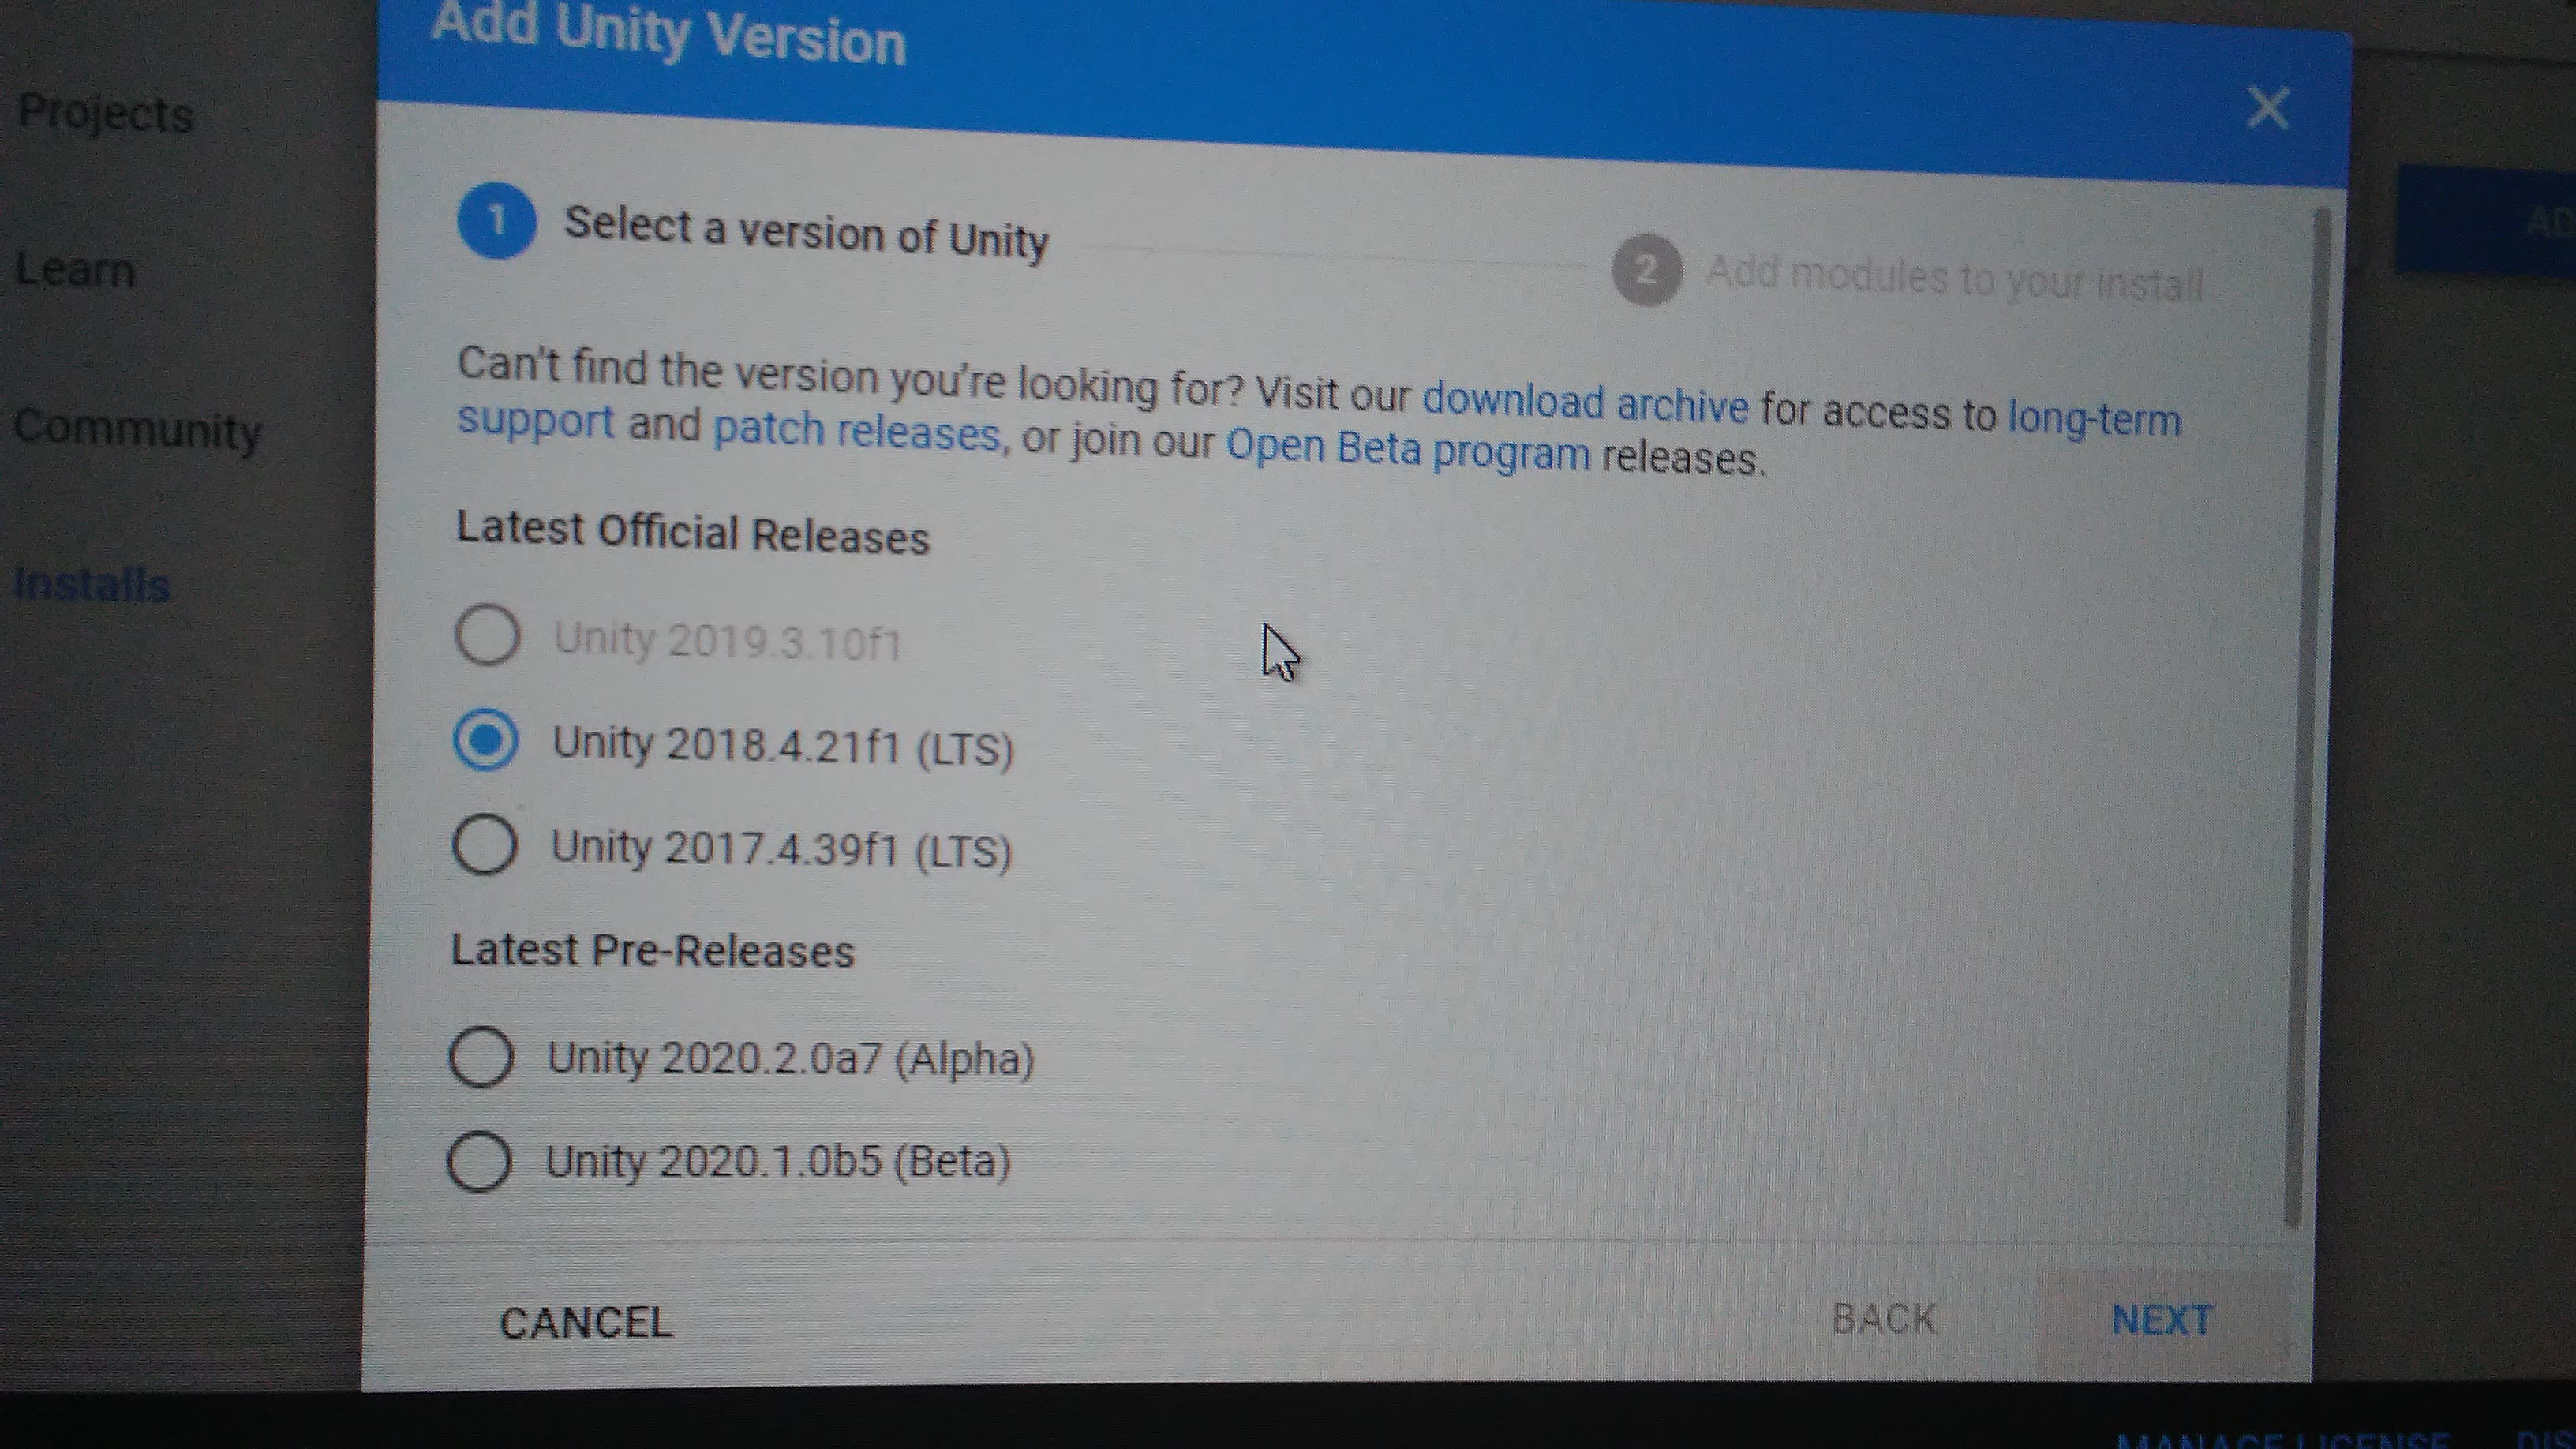 Add Unity Version
Projects
Learn
Community
Installs
1 Select a version of Unity
2 Add modules to your install
Can't find the version you're looking for? Visit our download archive for access to long-term
support and patch releases, or join our Open Beta program releases.
Latest Official Releases
Unity 2019.3.10f1
Unity 2018.4.21f1 (LTS)
Unity 2017.4.39f1 (LTS)
Latest Pre-Releases
Unity 2020.2.0a7 (Alpha)
Unity 2020.1.0b5 (Beta)
CANCEL
BACK
NEXT
MANAGE LICENSE